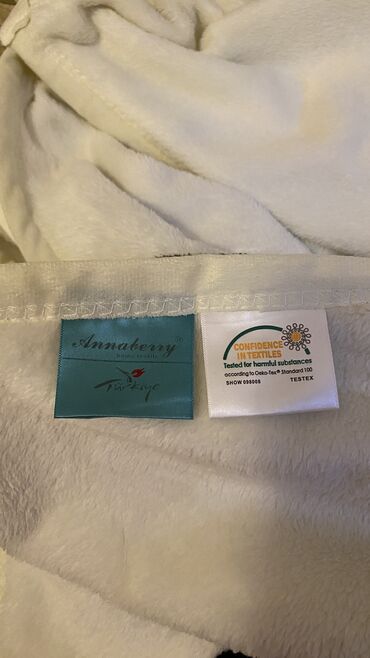 Annaberry®
home textile
Türkiye
CONFIDENCE
IN TEXTILES
Tested for harmful substances
according to Oeko-Tex® Standard 100
SHOW 098088 TESTEX